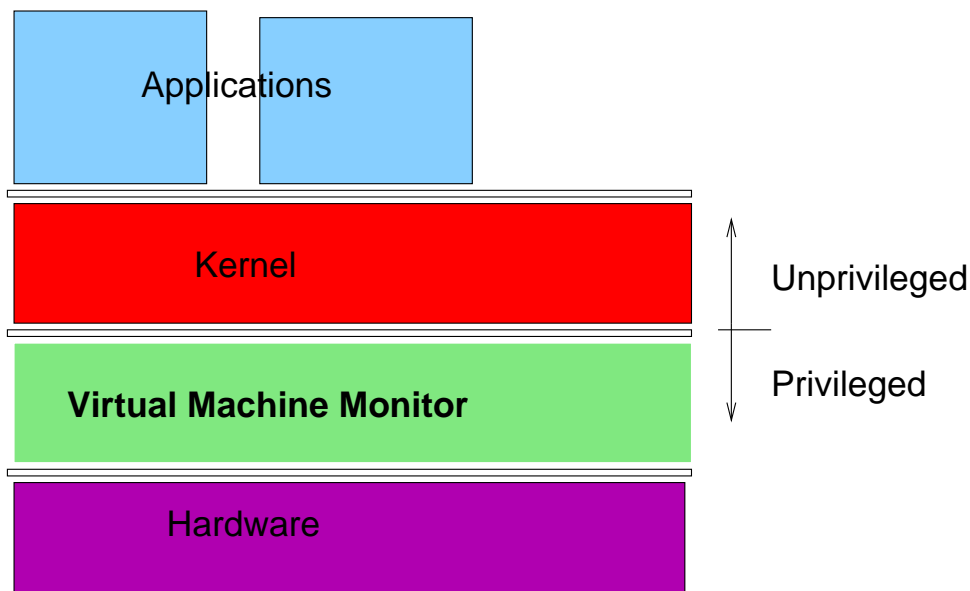 Applications
Kernel
Unprivileged
Privileged
Virtual Machine Monitor
Hardware